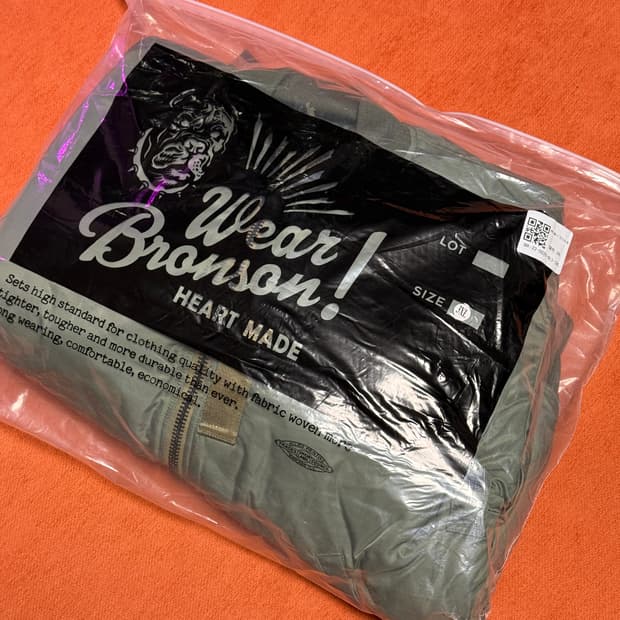 Wear
Bronson!
HEART MADE
LOT
SIZE
Sets high standard for clothing quality with fabric woven more
tighter, tougher and more durable than ever.
long wearing, comfortable, economical.